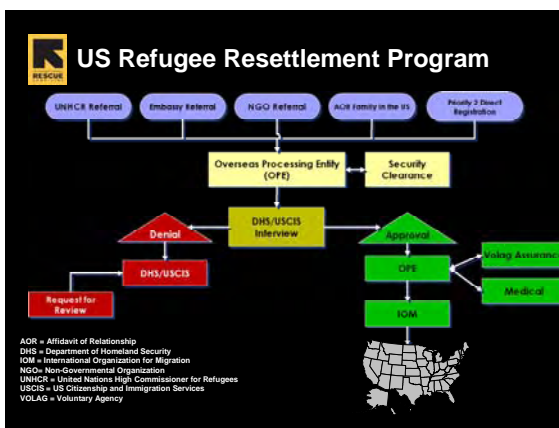 RESCUE
US Refugee Resettlement Program
UNHCR Referral
Embassy Referral
NGO Referral
AOR Family in the US
Priority 2 Direct
Registration
Overseas Processing Entity
(OPE)
Security
Clearance
DHS/USCIS
Interview
Denial
Approval
DHS/USCIS
OPE
Volag Assurance
Medical
Request for
Review
IOM
AOR = Affidavit of Relationship
DHS = Department of Homeland Security
IOM = International Organization for Migration
NGO= Non-Governmental Organization
UNHCR = United Nations High Commissioner for Refugees
USCIS = US Citizenship and Immigration Services
VOLAG = Voluntary Agency